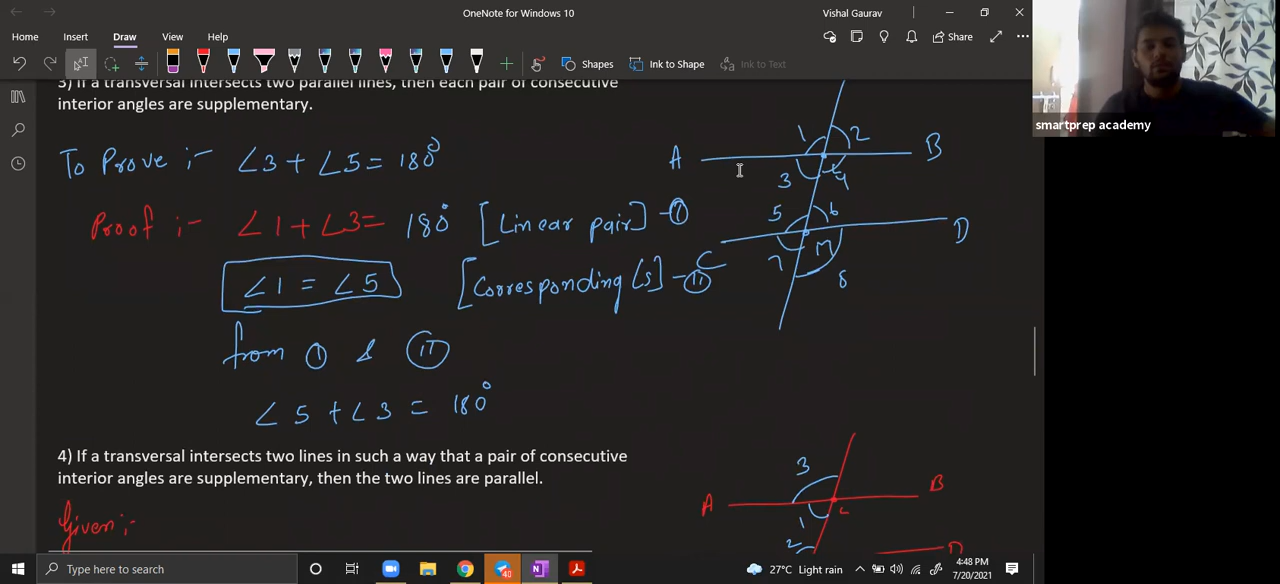 OneNote for Windows 10
Vishal Gaurav
Home Insert Draw View Help
Shapes Ink to Shape Ink to Text Share
smartprep academy
3) If a transversal intersects two parallel lines, then each pair of consecutive
interior angles are supplementary.
To Prove :- ∠3 + ∠5 = 180°
Proof :- ∠1 + ∠3 = 180° [Linear pair] - I
∠1 = ∠5 [Corresponding ∠s] - II
from I & II
∠5 + ∠3 = 180°
1 2
A B
3 4
5 6
C M D
7 8
4) If a transversal intersects two lines in such a way that a pair of consecutive
interior angles are supplementary, then the two lines are parallel.
Given :-
3
A B
1 L
2 D
Type here to search
40
27°C Light rain
4:48 PM
7/20/2021